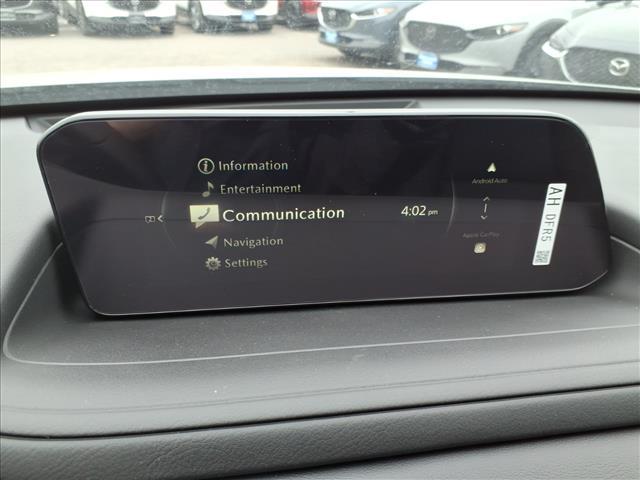 Information
Entertainment
Communication
4:02 pm
Navigation
Settings
Android Auto
Apple CarPlay
AH DFR5